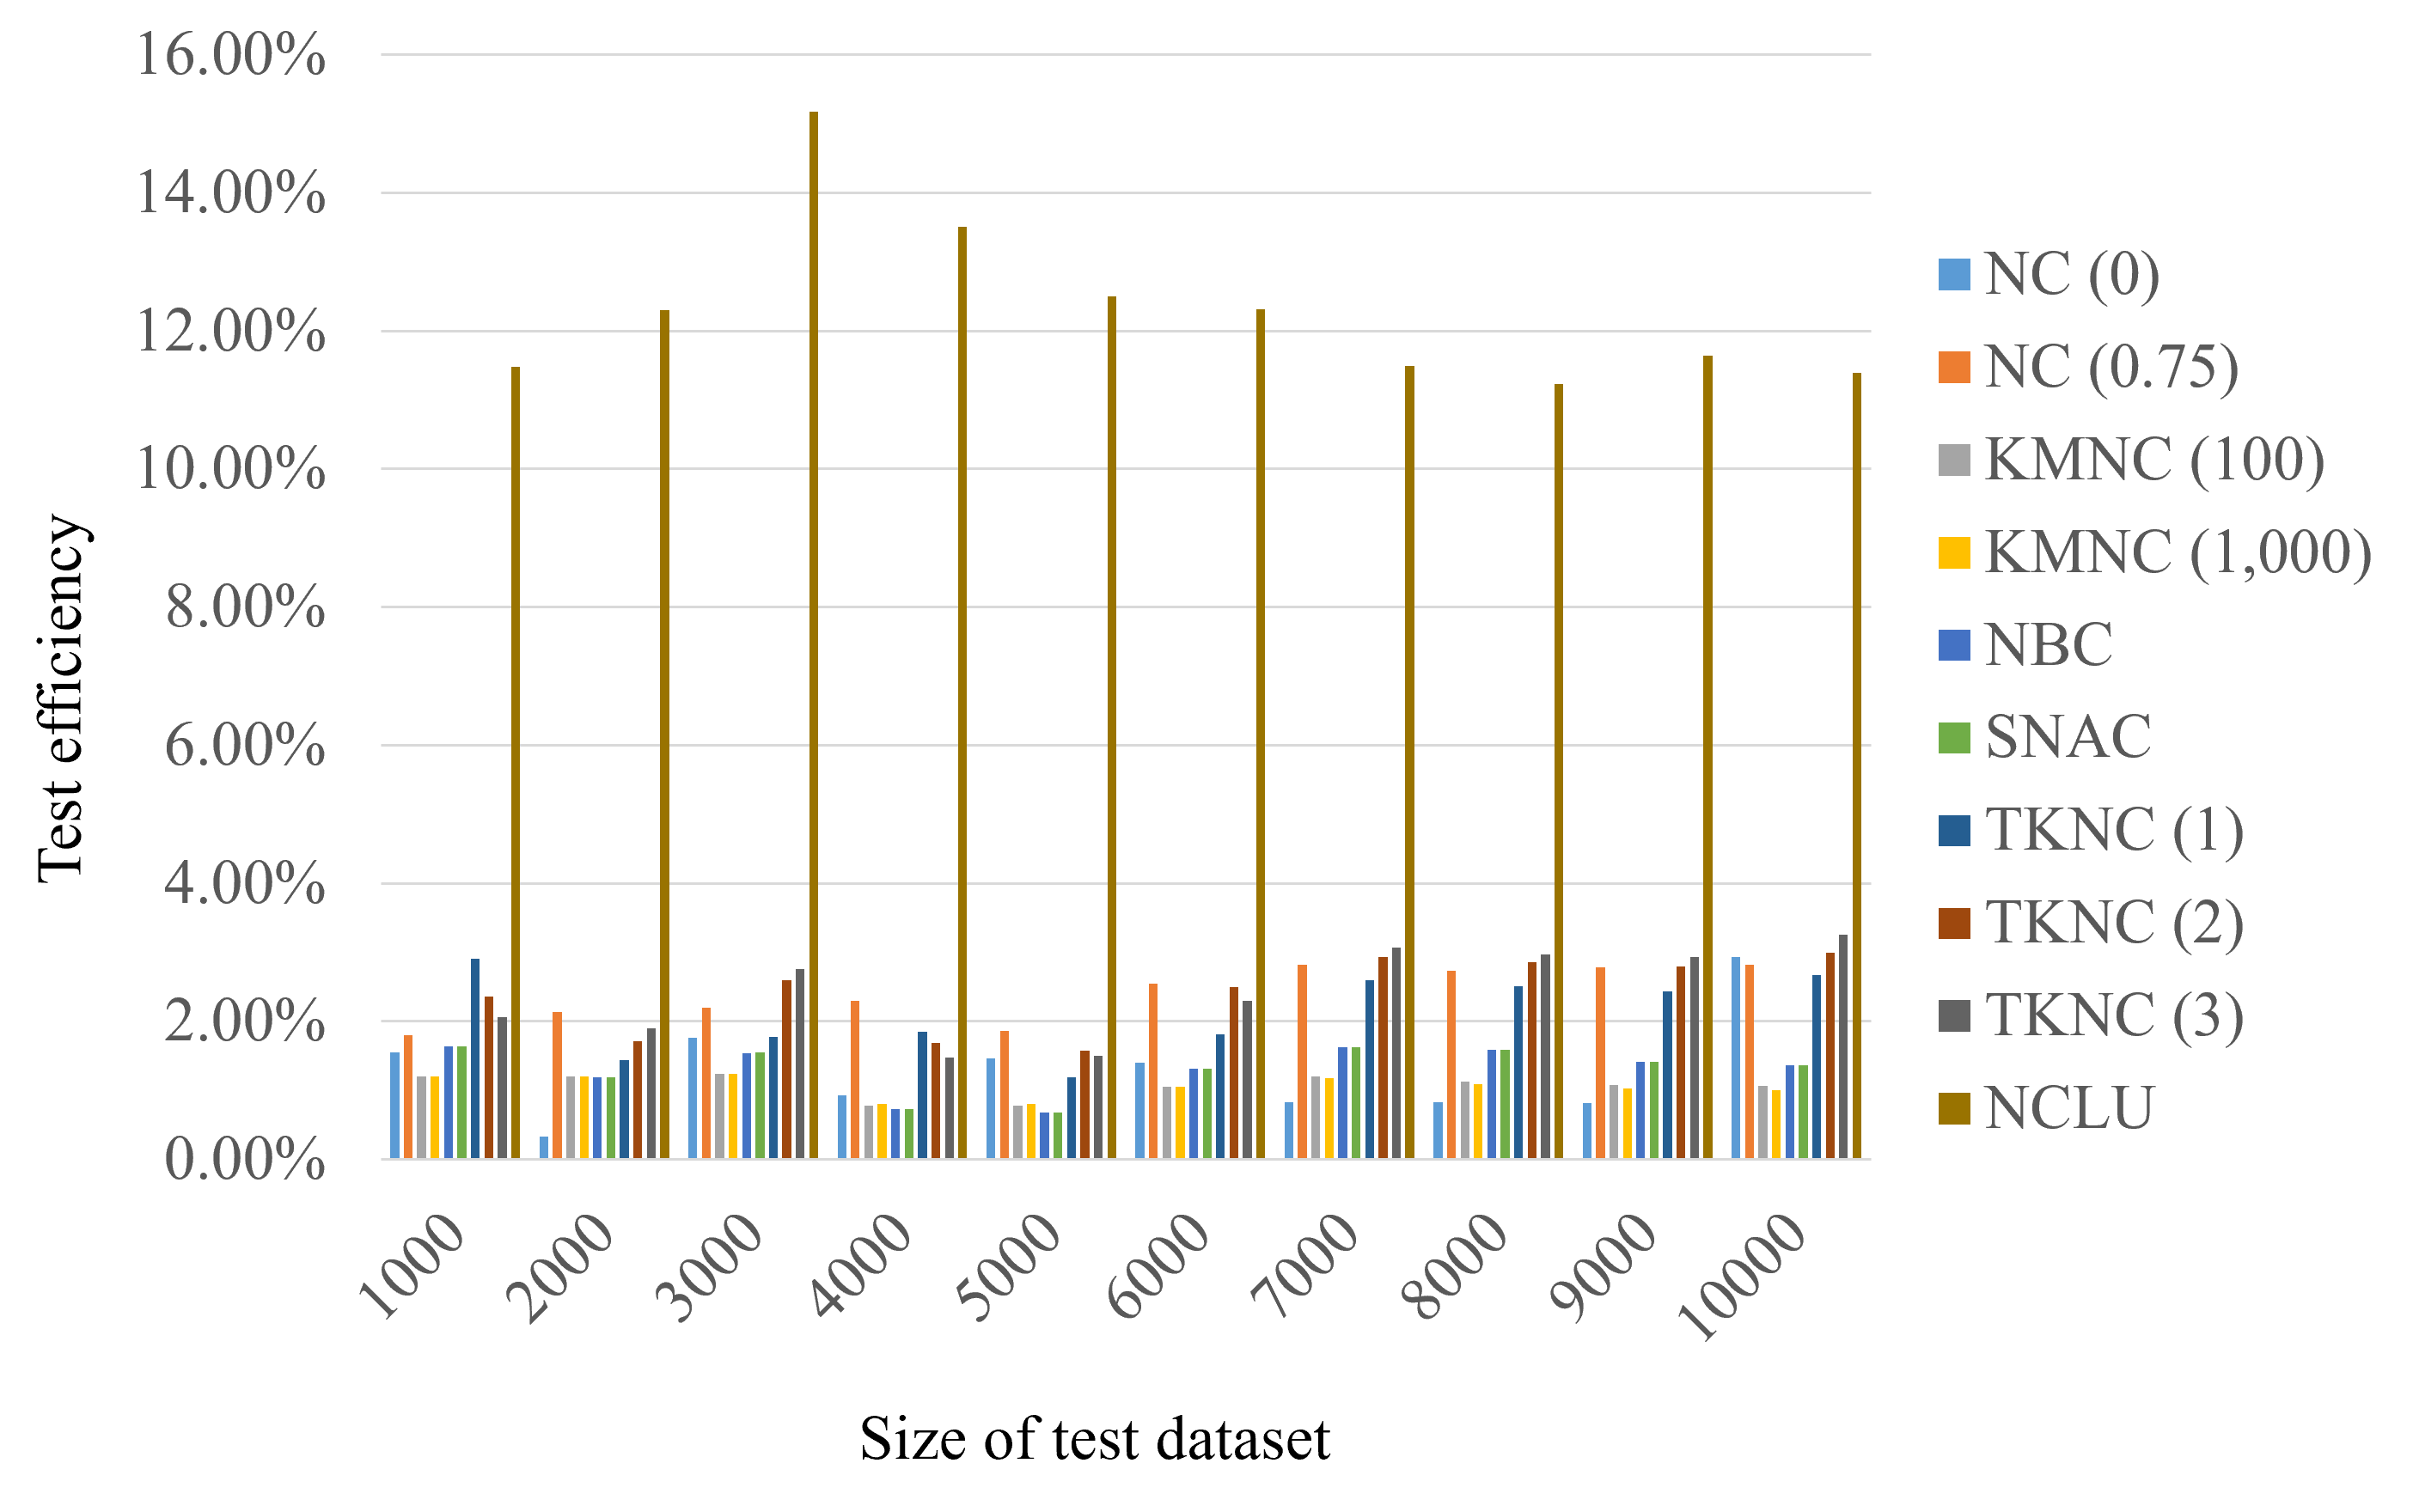 16.00%
14.00%
12.00%
10.00%
8.00%
6.00%
4.00%
2.00%
0.00%
Test efficiency
1000
2000
3000
4000
5000
6000
7000
8000
9000
10000
Size of test dataset
NC (0)
NC (0.75)
KMNC (100)
KMNC (1,000)
NBC
SNAC
TKNC (1)
TKNC (2)
TKNC (3)
NCLU